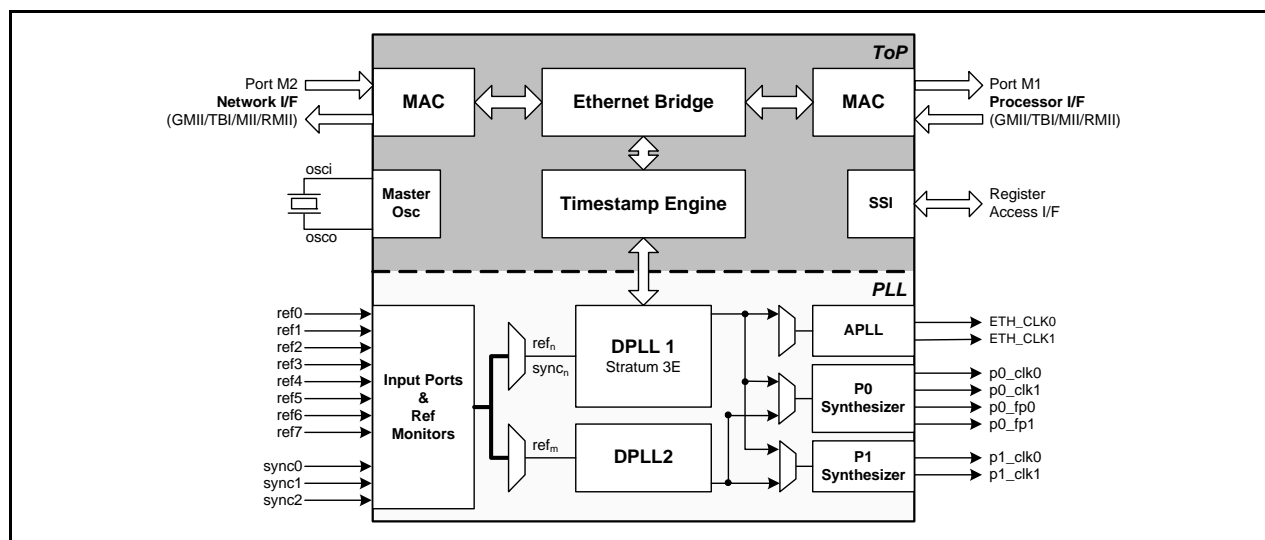 ToP
Port M2
Network I/F
(GMII/TBI/MII/RMII)
MAC
Ethernet Bridge
MAC
Port M1
Processor I/F
(GMII/TBI/MII/RMII)
osci
osco
Master
Osc
Timestamp Engine
SSI
Register
Access I/F
PLL
ref0
ref1
ref2
ref3
ref4
ref5
ref6
ref7
sync0
sync1
sync2
Input Ports
&
Ref
Monitors
refn
syncn
refm
DPLL 1
Stratum 3E
DPLL2
APLL
P0
Synthesizer
P1
Synthesizer
ETH_CLK0
ETH_CLK1
p0_clk0
p0_clk1
p0_fp0
p0_fp1
p1_clk0
p1_clk1